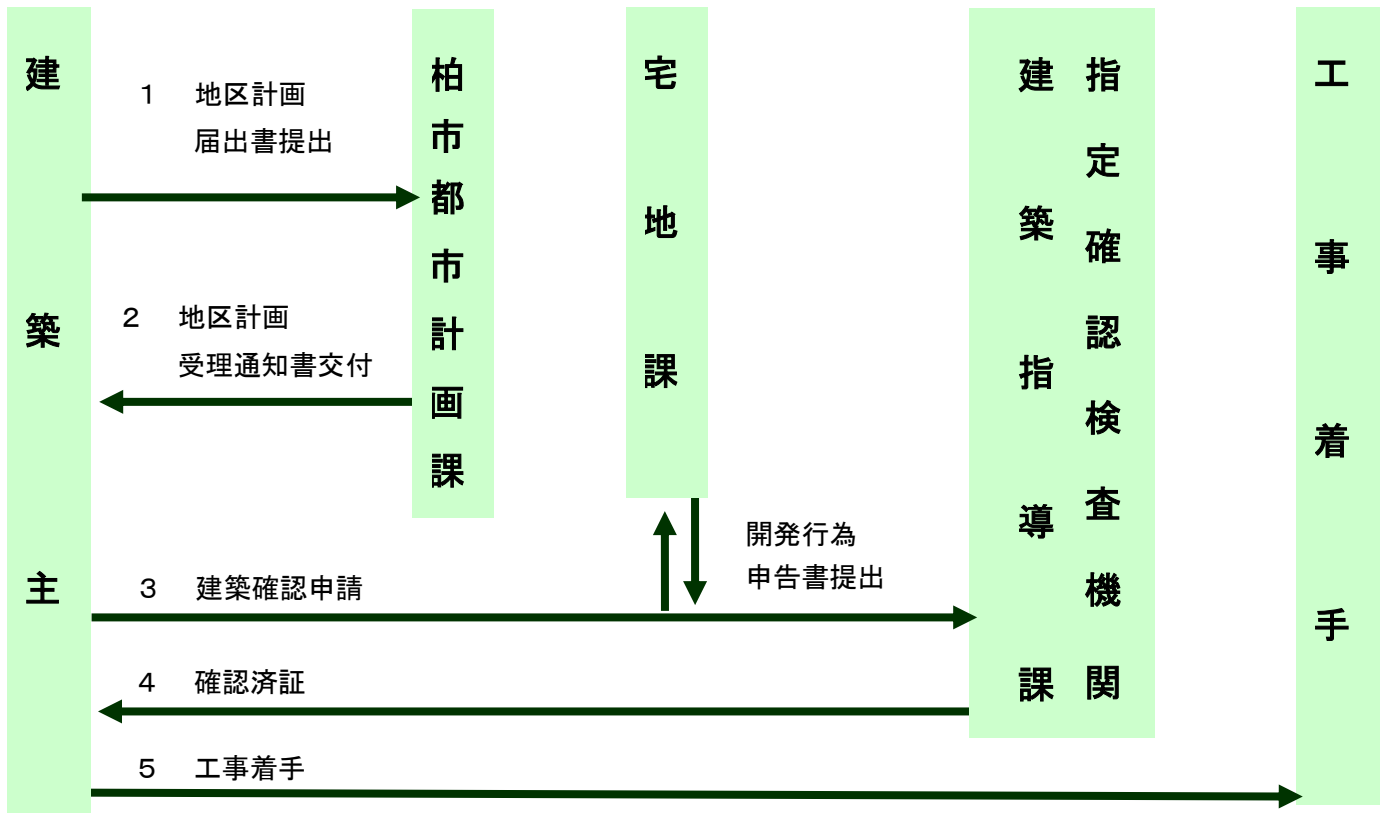 建築主
1 地区計画
届出書提出
2 地区計画
受理通知書交付
柏市都市計画課
宅地課
開発行為
申告書提出
3 建築確認申請
4 確認済証
5 工事着手
指定確認検査機関
建築指導課
工事着手